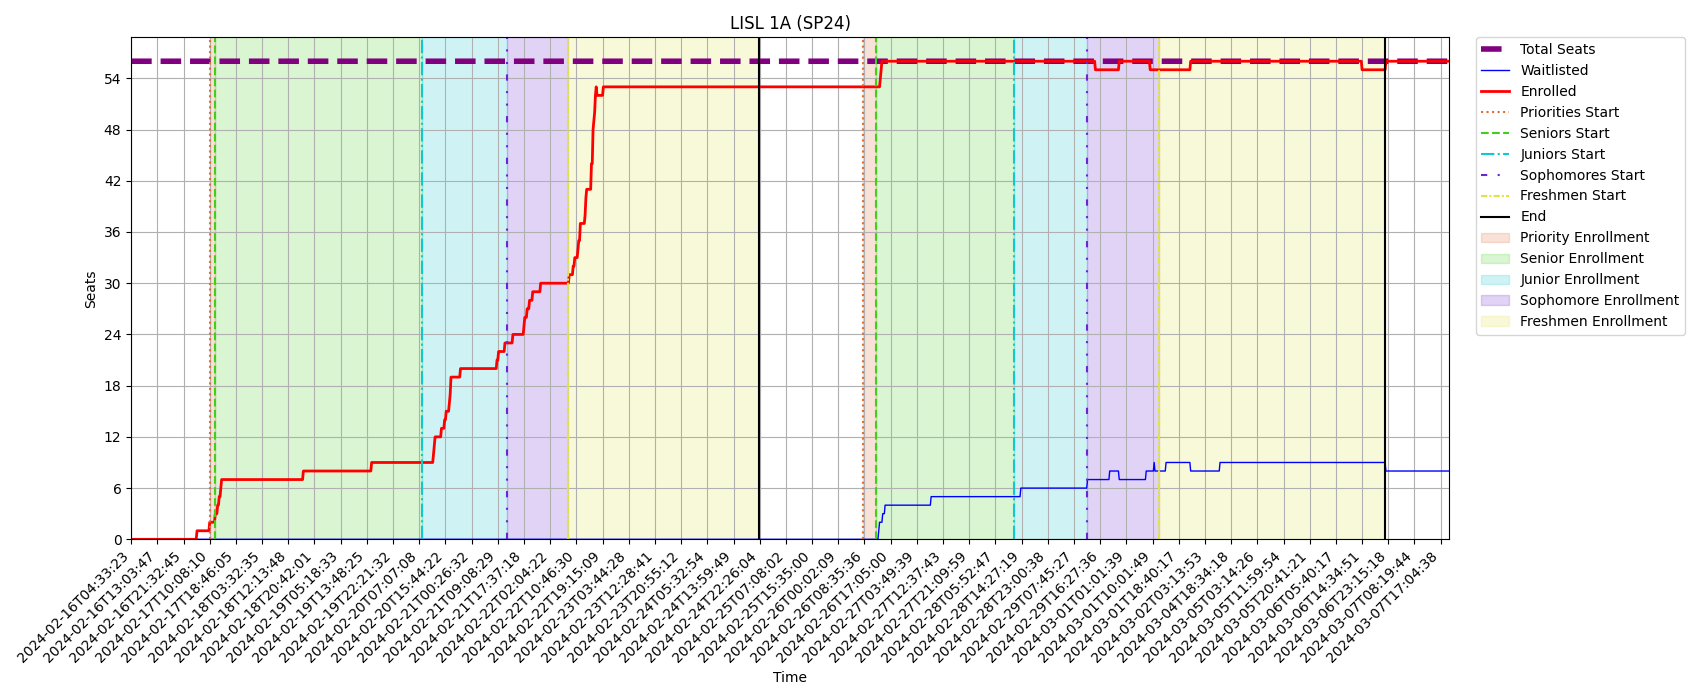 LISL 1A (SP24)
Total Seats
Waitlisted
Enrolled
Priorities Start
Seniors Start
Juniors Start
Sophomores Start
Freshmen Start
End
Priority Enrollment
Senior Enrollment
Junior Enrollment
Sophomore Enrollment
Freshmen Enrollment
Seats
54
48
42
36
30
24
18
12
6
0
2024-02-16T04:33:23
2024-02-16T13:03:47
2024-02-16T21:32:45
2024-02-17T10:08:10
2024-02-17T18:46:05
2024-02-18T03:32:35
2024-02-18T12:13:48
2024-02-18T20:42:01
2024-02-19T05:18:33
2024-02-19T13:48:25
2024-02-19T22:21:32
2024-02-20T07:07:08
2024-02-20T15:44:22
2024-02-21T00:26:32
2024-02-21T09:08:29
2024-02-21T17:37:18
2024-02-22T02:04:22
2024-02-22T10:46:30
2024-02-22T19:15:09
2024-02-23T03:44:28
2024-02-23T12:28:41
2024-02-23T20:55:12
2024-02-24T05:32:54
2024-02-24T13:59:49
2024-02-24T22:26:04
2024-02-25T07:08:02
2024-02-25T15:35:00
2024-02-26T00:02:09
2024-02-26T08:35:36
2024-02-26T17:05:00
2024-02-27T03:49:39
2024-02-27T12:37:43
2024-02-27T21:09:59
2024-02-28T05:52:47
2024-02-28T14:27:19
2024-02-28T23:00:38
2024-02-29T07:45:27
2024-02-29T16:27:36
2024-03-01T01:01:39
2024-03-01T10:01:49
2024-03-01T18:40:17
2024-03-02T03:13:53
2024-03-04T18:34:18
2024-03-05T03:14:26
2024-03-05T11:59:54
2024-03-05T20:41:21
2024-03-06T05:40:17
2024-03-06T14:34:51
2024-03-06T23:15:18
2024-03-07T08:19:44
2024-03-07T17:04:38
Time